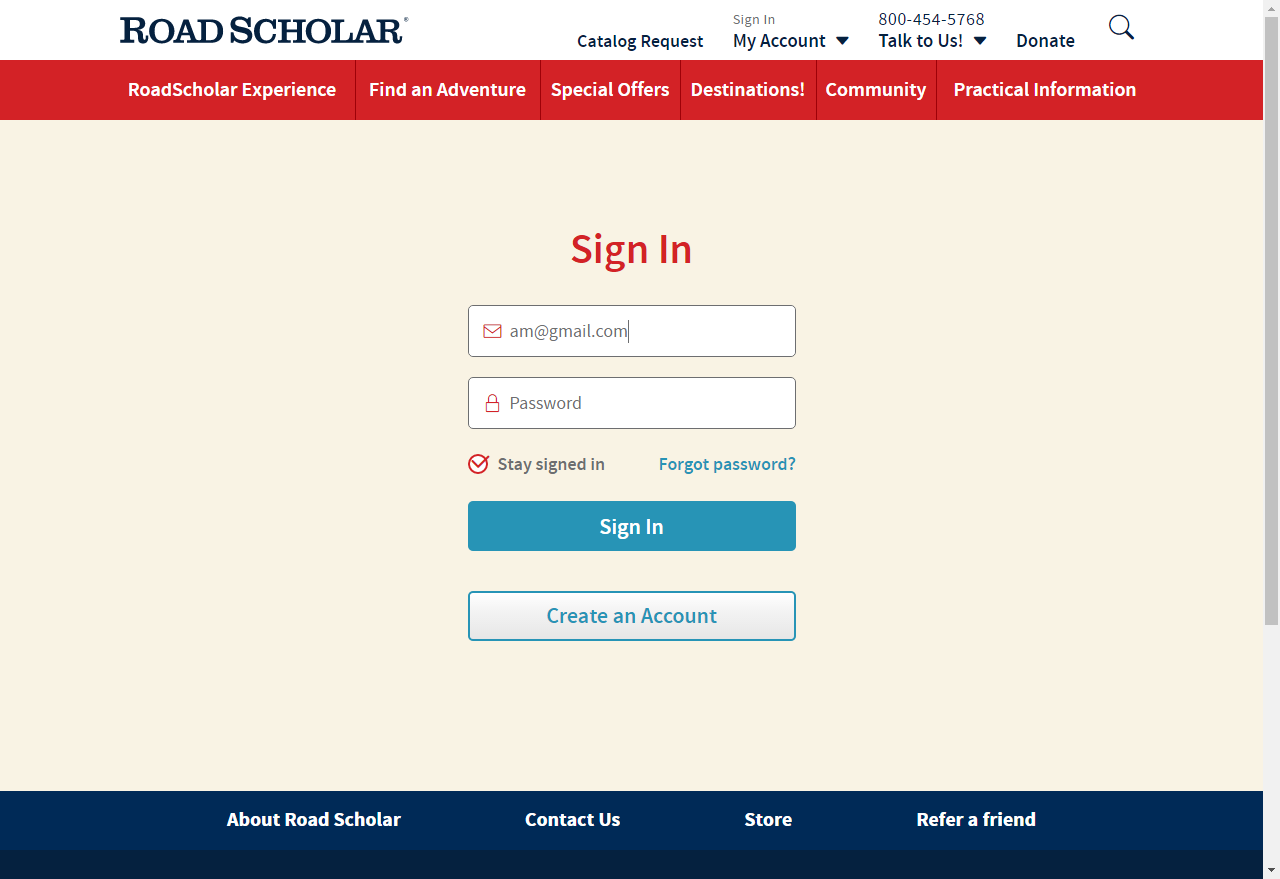 ROAD SCHOLAR®
Sign In
800-454-5768
Catalog Request
My Account
Talk to Us!
Donate
RoadScholar Experience
Find an Adventure
Special Offers
Destinations!
Community
Practical Information
Sign In
am@gmail.com
Password
Stay signed in
Forgot password?
Sign In
Create an Account
About Road Scholar
Contact Us
Store
Refer a friend